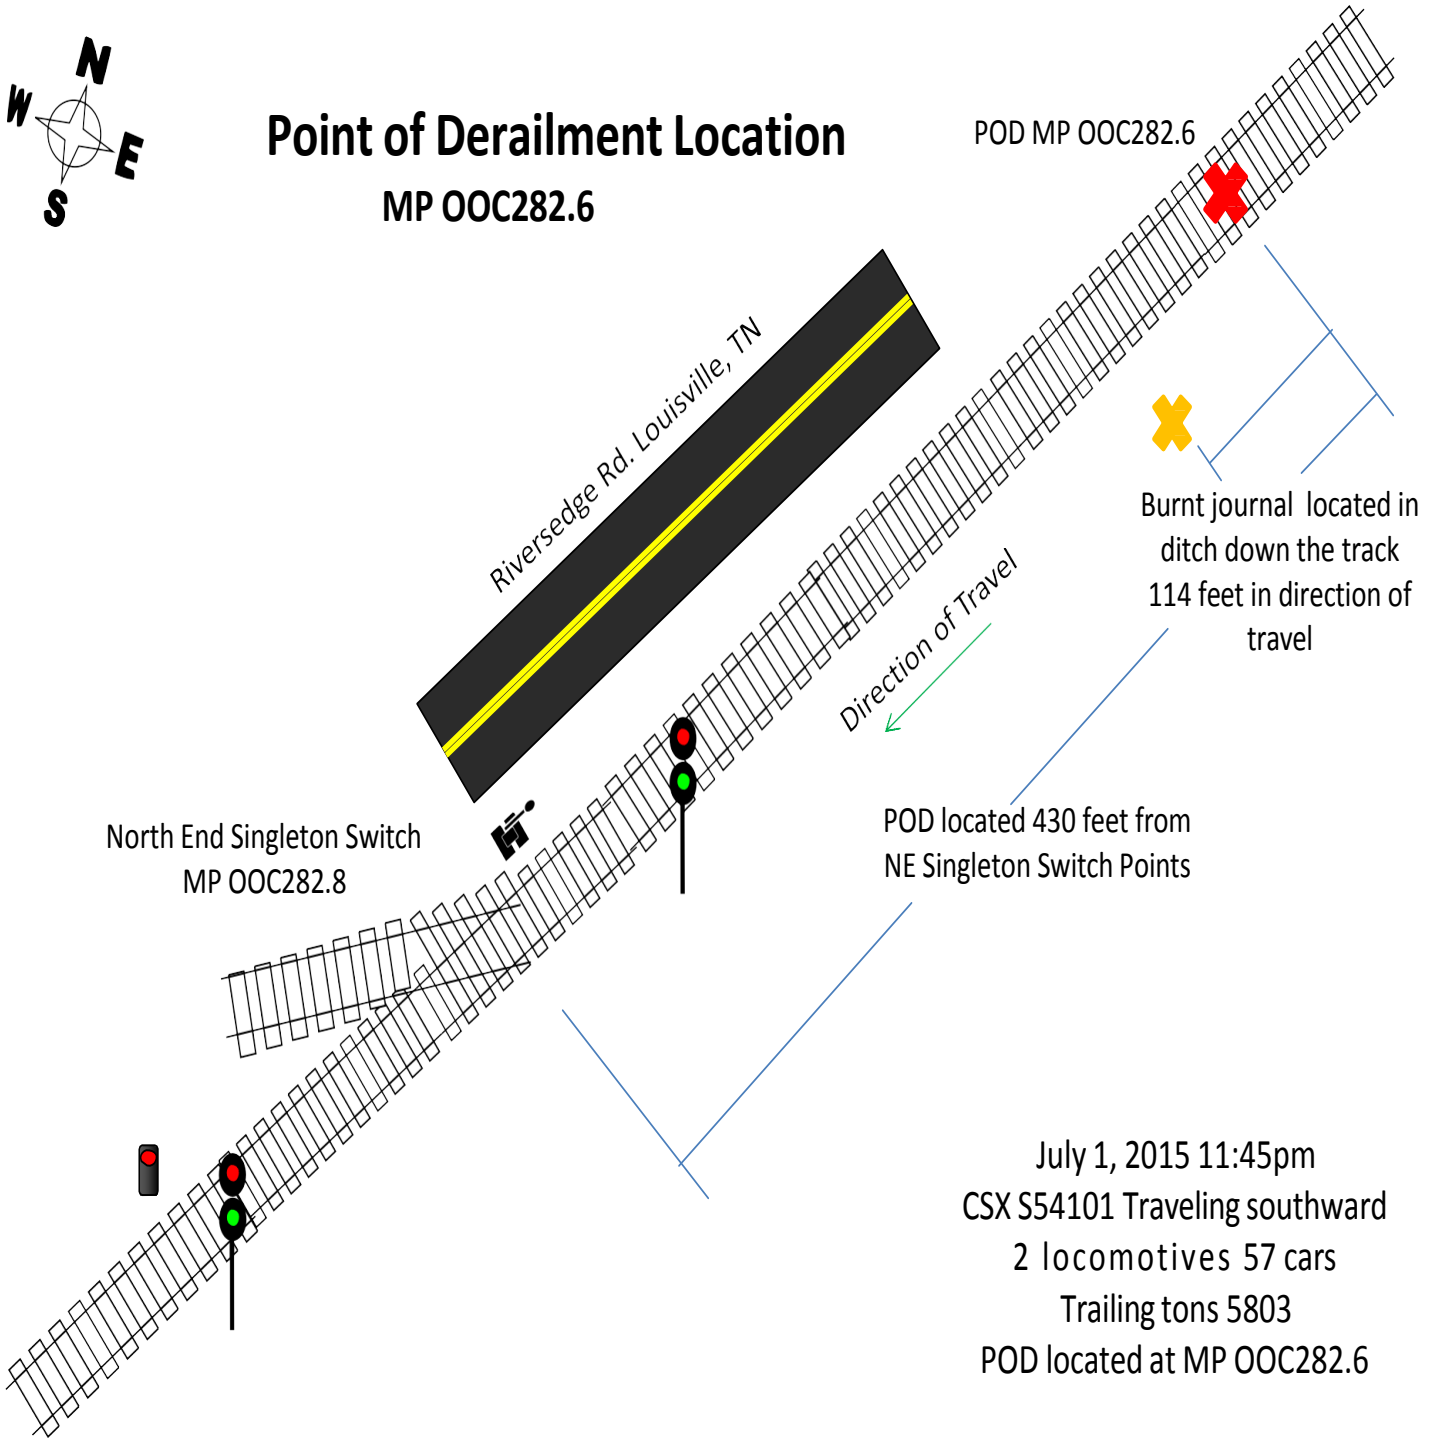 N
W
E
S
Point of Derailment Location
MP OOC282.6
POD MP OOC282.6
Riversedge Rd. Louisville, TN
Burnt journal located in
ditch down the track
114 feet in direction of
travel
Direction of Travel
POD located 430 feet from
NE Singleton Switch Points
North End Singleton Switch
MP OOC282.8
July 1, 2015 11:45pm
CSX S54101 Traveling southward
2 locomotives 57 cars
Trailing tons 5803
POD located at MP OOC282.6